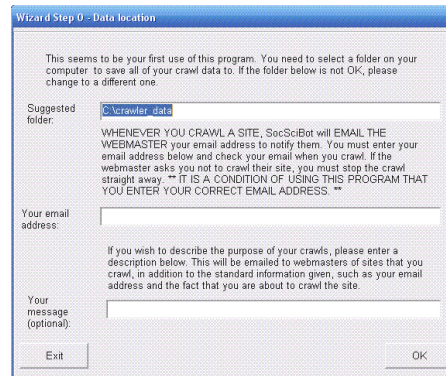 Wizard Step 0 - Data location
This seems to be your first use of this program. You need to select a folder on your
computer to save all of your crawl data to. If the folder below is not OK, please
change to a different one.
Suggested
folder:
C:\crawler_data
WHENEVER YOU CRAWL A SITE, SocSciBot will EMAIL THE
WEBMASTER your email address to notify them. You must enter your
email address below and check your email when you crawl. If the
webmaster asks you not to crawl their site, you must stop the crawl
straight away. ** IT IS A CONDITION OF USING THIS PROGRAM THAT
YOU ENTER YOUR CORRECT EMAIL ADDRESS. **
Your email
address:
If you wish to describe the purpose of your crawls, please enter a
description below. This will be emailed to webmasters of sites that you
crawl, in addition to the standard information given, such as your email
address and the fact that you are about to crawl the site.
Your
message
(optional):
Exit
OK